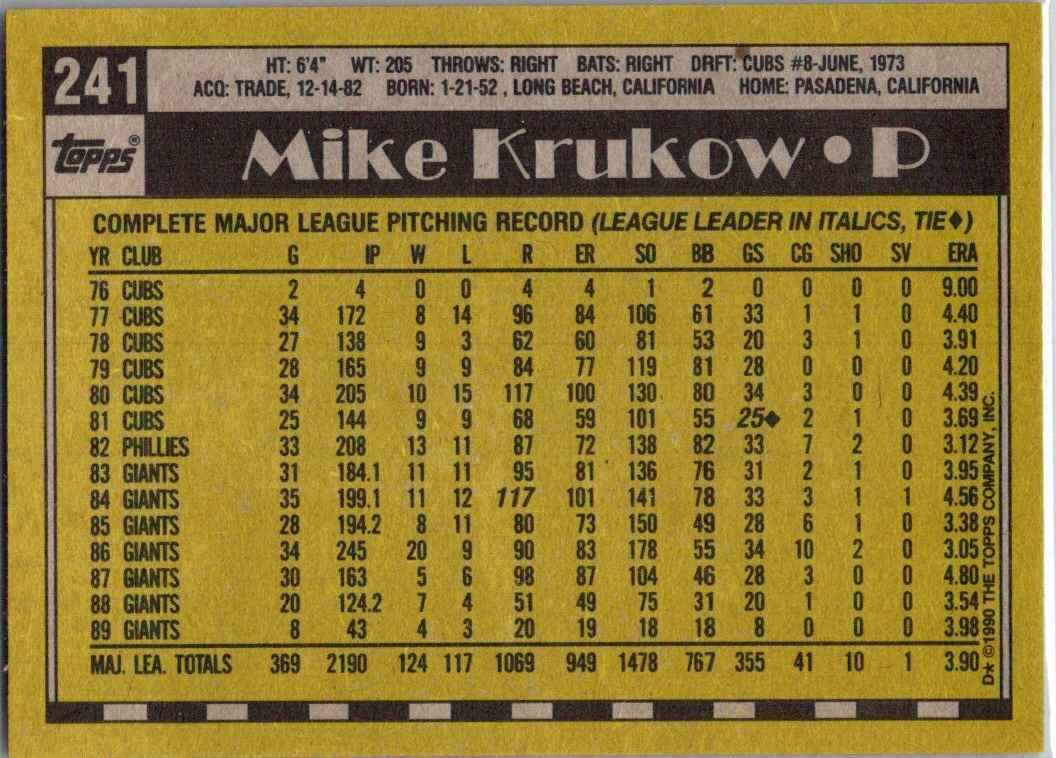 241
HT: 6'4" WT: 205 THROWS: RIGHT BATS: RIGHT DRFT: CUBS #8-JUNE, 1973
ACQ: TRADE, 12-14-82 BORN: 1-21-52 , LONG BEACH, CALIFORNIA HOME: PASADENA, CALIFORNIA
topps®
Mike Krukow • P
COMPLETE MAJOR LEAGUE PITCHING RECORD (LEAGUE LEADER IN ITALICS, TIE♦)
YR CLUB G IP W L R ER SO BB GS CG SHO SV ERA
76 CUBS 2 4 0 0 4 4 1 2 0 0 0 0 9.00
77 CUBS 34 172 8 14 96 84 106 61 33 1 1 0 4.40
78 CUBS 27 138 9 3 62 60 81 53 20 3 1 0 3.91
79 CUBS 28 165 9 9 84 77 119 81 28 0 0 0 4.20
80 CUBS 34 205 10 15 117 100 130 80 34 3 0 0 4.39
81 CUBS 25 144 9 9 68 59 101 55 25♦ 2 1 0 3.69
82 PHILLIES 33 208 13 11 87 72 138 82 33 7 2 0 3.12
83 GIANTS 31 184.1 11 11 95 81 136 76 31 2 1 0 3.95
84 GIANTS 35 199.1 11 12 117 101 141 78 33 3 1 1 4.56
85 GIANTS 28 194.2 8 11 80 73 150 49 28 6 1 0 3.38
86 GIANTS 34 245 20 9 90 83 178 55 34 10 2 0 3.05
87 GIANTS 30 163 5 6 98 87 104 46 28 3 0 0 4.80
88 GIANTS 20 124.2 7 4 51 49 75 31 20 1 0 0 3.54
89 GIANTS 8 43 4 3 20 19 18 18 8 0 0 0 3.98
MAJ. LEA. TOTALS 369 2190 124 117 1069 949 1478 767 355 41 10 1 3.90
D★ ©1990 THE TOPPS COMPANY, INC.